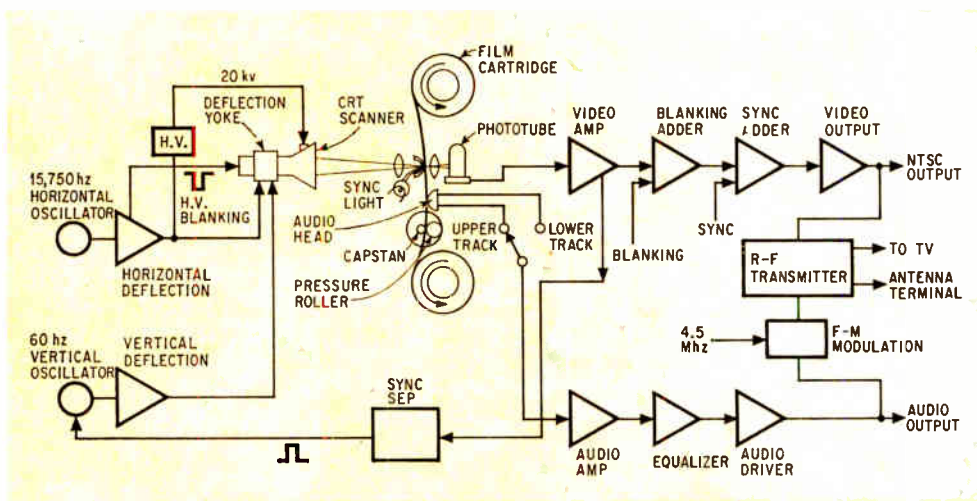 FILM
CARTRIDGE
20 kv
DEFLECTION
YOKE
CRT
SCANNER
PHOTOTUBE
VIDEO
AMP
BLANKING
ADDER
SYNC
ADDER
VIDEO
OUTPUT
H.V.
NTSC
OUTPUT
15,750 hz
HORIZONTAL
OSCILLATOR
H.V.
BLANKING
SYNC
LIGHT
AUDIO
HEAD
UPPER
TRACK
LOWER
TRACK
BLANKING
SYNC
CAPSTAN
PRESSURE
ROLLER
HORIZONTAL
DEFLECTION
R-F
TRANSMITTER
TO TV
ANTENNA
TERMINAL
60 hz
VERTICAL
OSCILLATOR
VERTICAL
DEFLECTION
4.5
Mhz
F-M
MODULATION
SYNC
SEP
AUDIO
AMP
EQUALIZER
AUDIO
DRIVER
AUDIO
OUTPUT